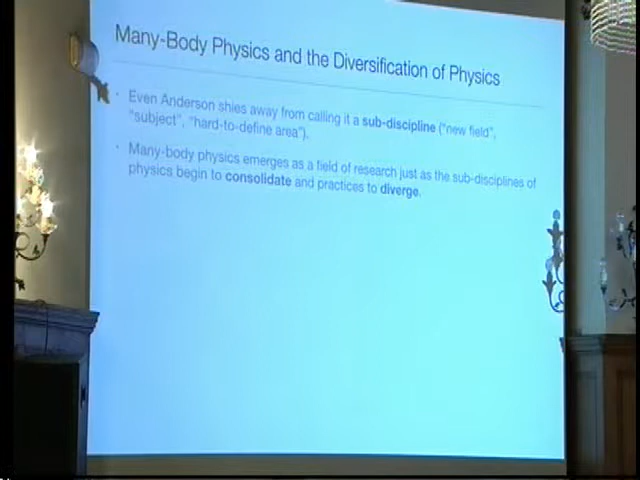 Many-Body Physics and the Diversification of Physics
· Even Anderson shies away from calling it a sub-discipline ("new field",
"subject", "hard-to-define area").
· Many-body physics emerges as a field of research just as the sub-disciplines of
physics begin to consolidate and practices to diverge.